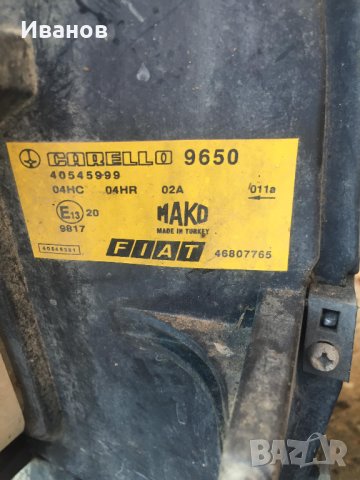 Иванов
CARELLO 9650
40545999
04HC 04HR 02A 011a
E13 20
9817
MAKO
MADE IN TURKEY
FIAT 46807765
BAZAR